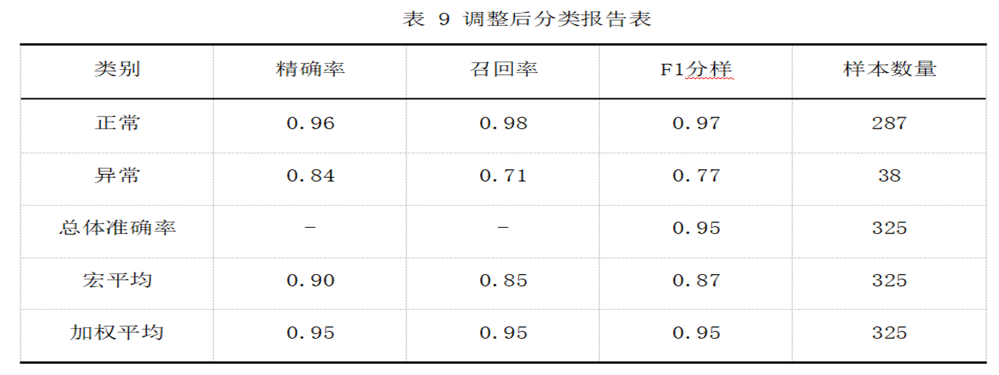 表 9 调整后分类报告表
类别 精确率 召回率 F1分样 样本数量
正常 0.96 0.98 0.97 287
异常 0.84 0.71 0.77 38
总体准确率 - - 0.95 325
宏平均 0.90 0.85 0.87 325
加权平均 0.95 0.95 0.95 325